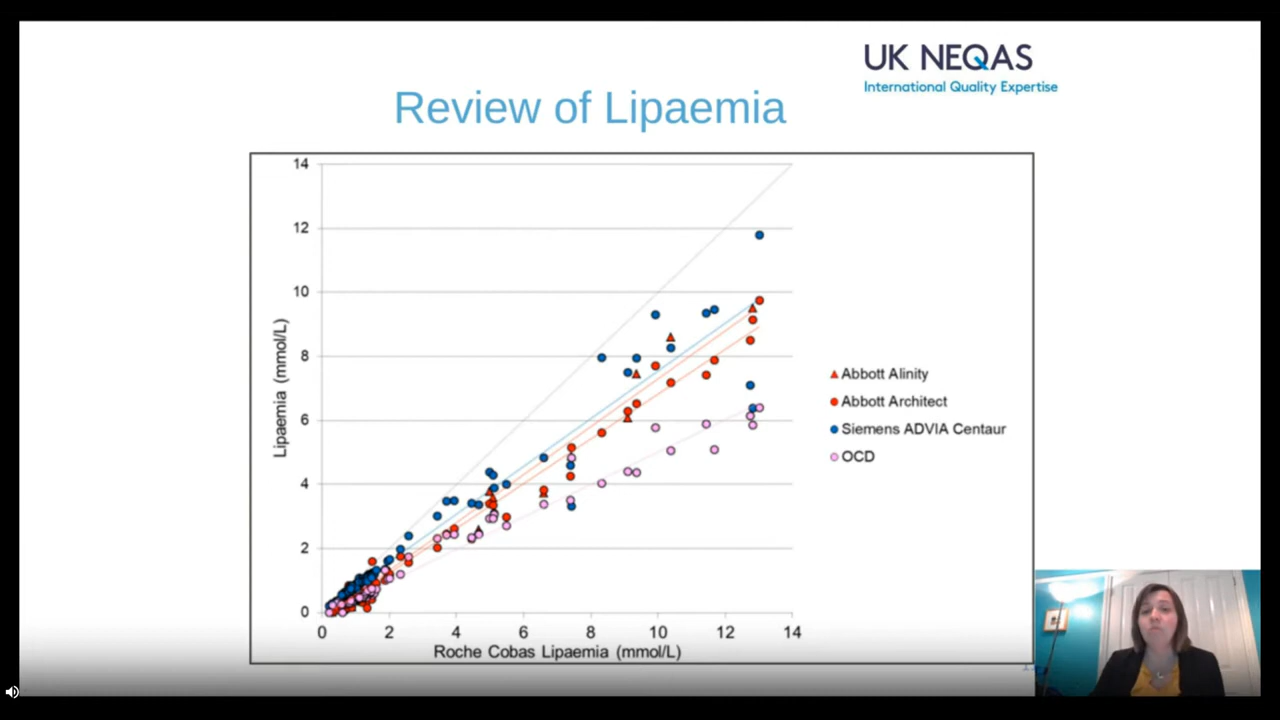 UK NEQAS
International Quality Expertise
Review of Lipaemia
14
12
10
8
6
4
2
0
Lipaemia (mmol/L)
0 2 4 6 8 10 12 14
Roche Cobas Lipaemia (mmol/L)
Abbott Alinity
Abbott Architect
Siemens ADVIA Centaur
OCD